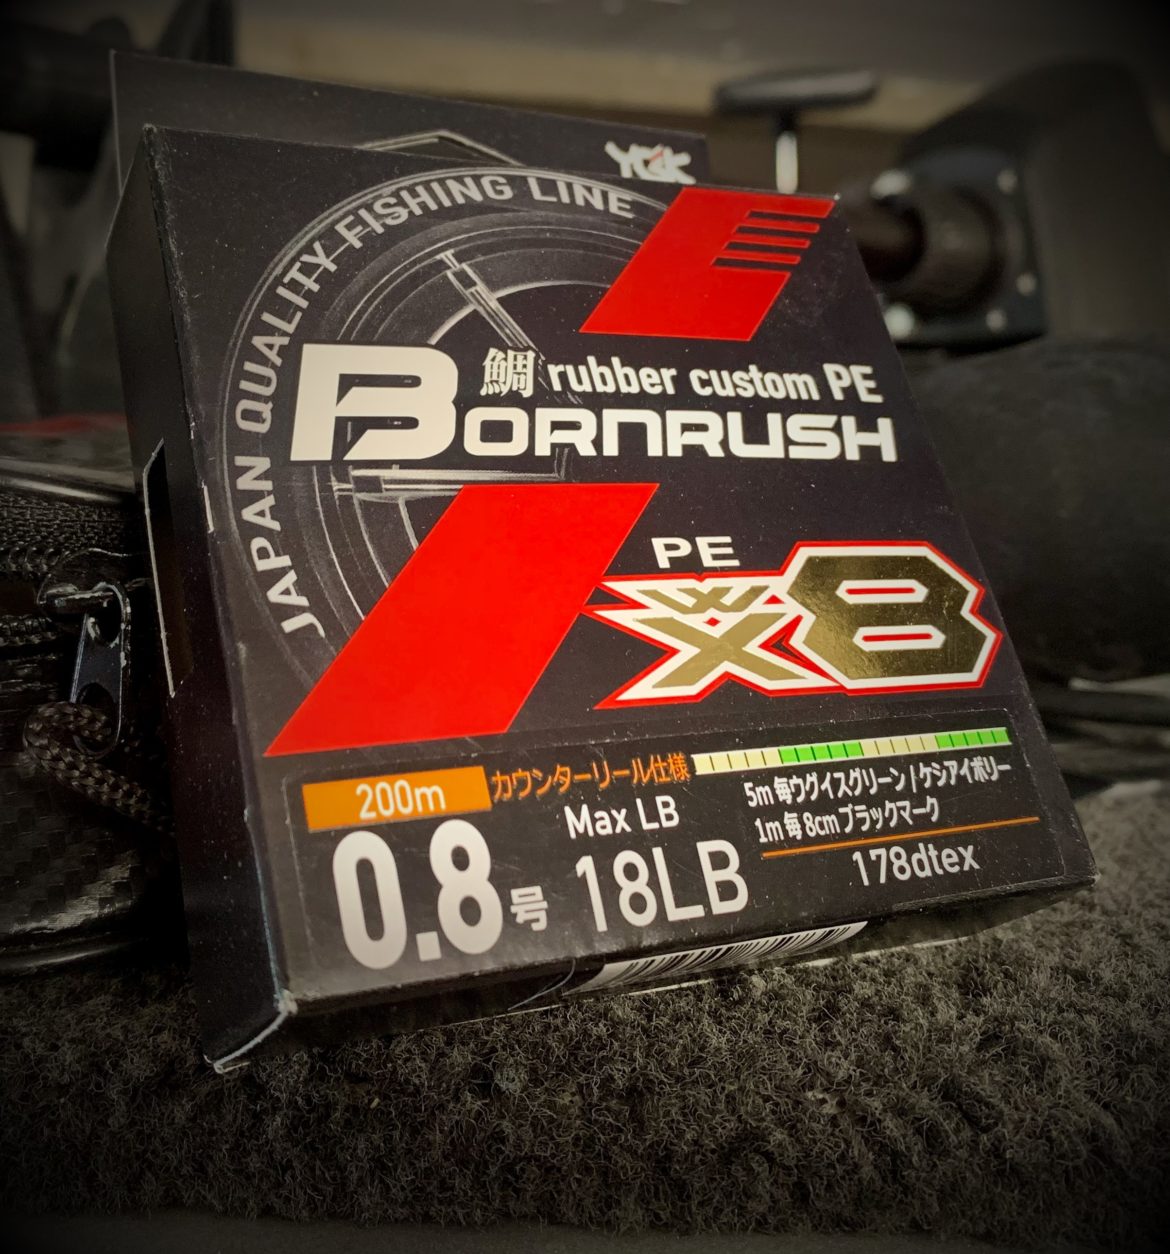 YGK
JAPAN QUALITY FISHING LINE
鯛 rubber custom PE
BORNRUSH
PE
WX8
200m
カウンターリール仕様
0.8号
Max LB
18LB
5m毎ウグイスグリーン/ケシアイボリー
1m毎8cmブラックマーク
178dtex